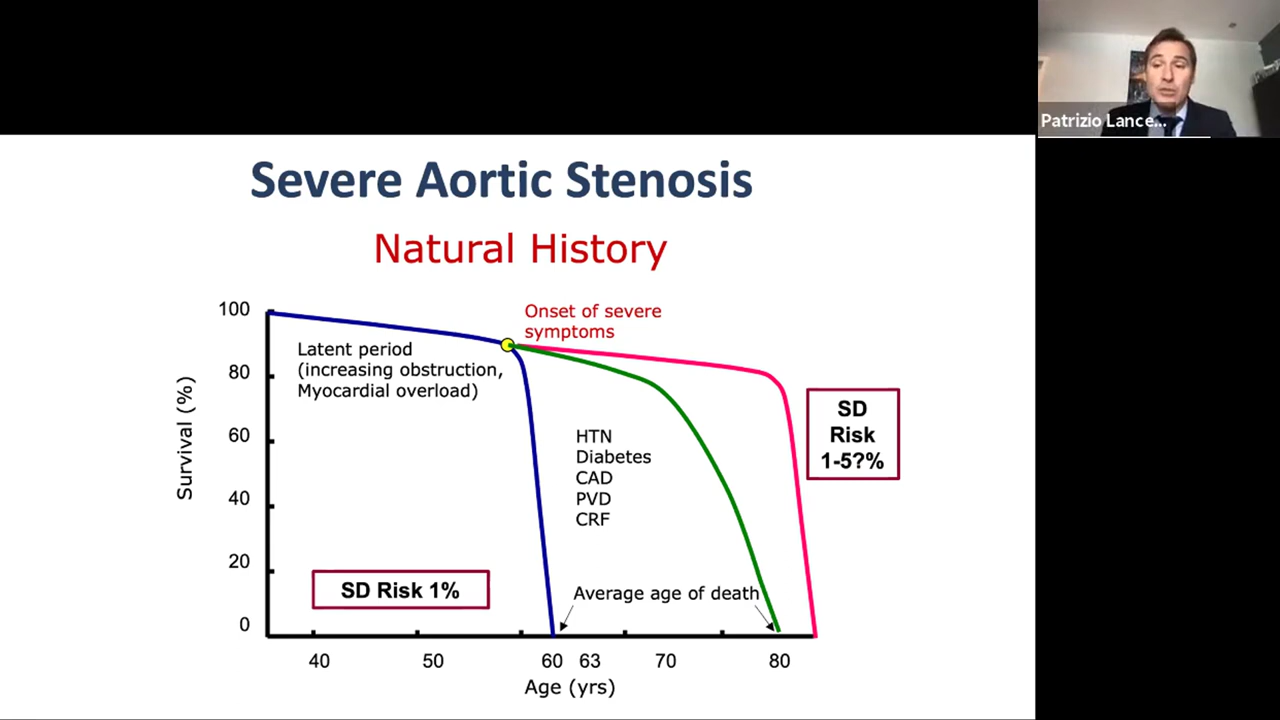 Patrizio Lance...
Severe Aortic Stenosis
Natural History
Onset of severe
symptoms
Latent period
(increasing obstruction,
Myocardial overload)
HTN
Diabetes
CAD
PVD
CRF
SD
Risk
1-5?%
SD Risk 1%
Average age of death
Survival (%)
100
80
60
40
20
0
40 50 60 63 70 80
Age (yrs)